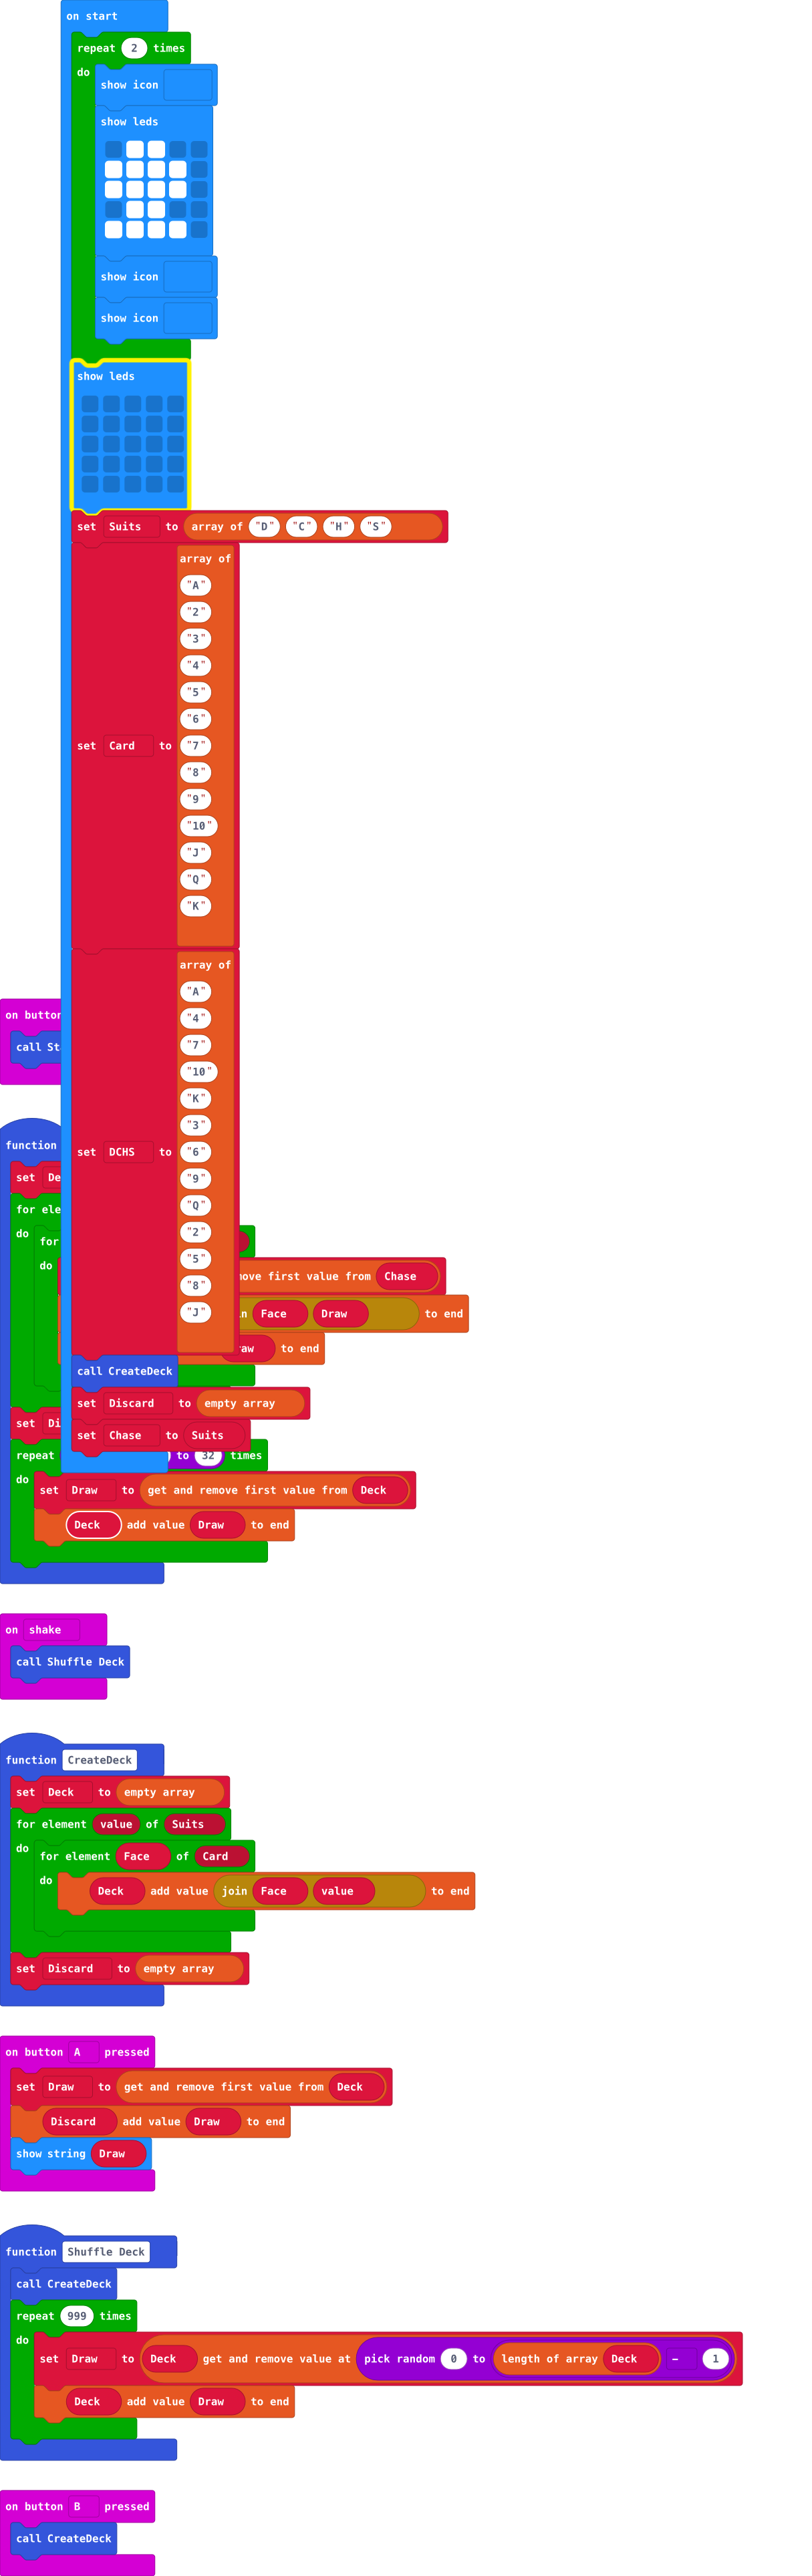 on start
repeat 2 times
do
show icon
show leds
show icon
show icon
show leds
set Suits to array of "D" "C" "H" "S"
set Card to array of
"A"
"2"
"3"
"4"
"5"
"6"
"7"
"8"
"9"
"10"
"J"
"Q"
"K"
set DCHS to array of
"A"
"4"
"7"
"10"
"K"
"3"
"6"
"9"
"Q"
"2"
"5"
"8"
"J"
call CreateDeck
set Discard to empty array
set Chase to Suits
on button
call
function
set
for
do
for
do first value from Chase
Face Draw to end
to end
set
repeat to 32 times
do
set Draw to get and remove first value from Deck
Deck add value Draw to end
on shake
call Shuffle Deck
function CreateDeck
set Deck to empty array
for element value of Suits
do
for element Face of Card
do
Deck add value join Face value to end
set Discard to empty array
on button A pressed
set Draw to get and remove first value from Deck
Discard add value Draw to end
show string Draw
function Shuffle Deck
call CreateDeck
repeat 999 times
do
set Draw to Deck get and remove value at pick random 0 to length of array Deck - 1
Deck add value Draw to end
on button B pressed
call CreateDeck